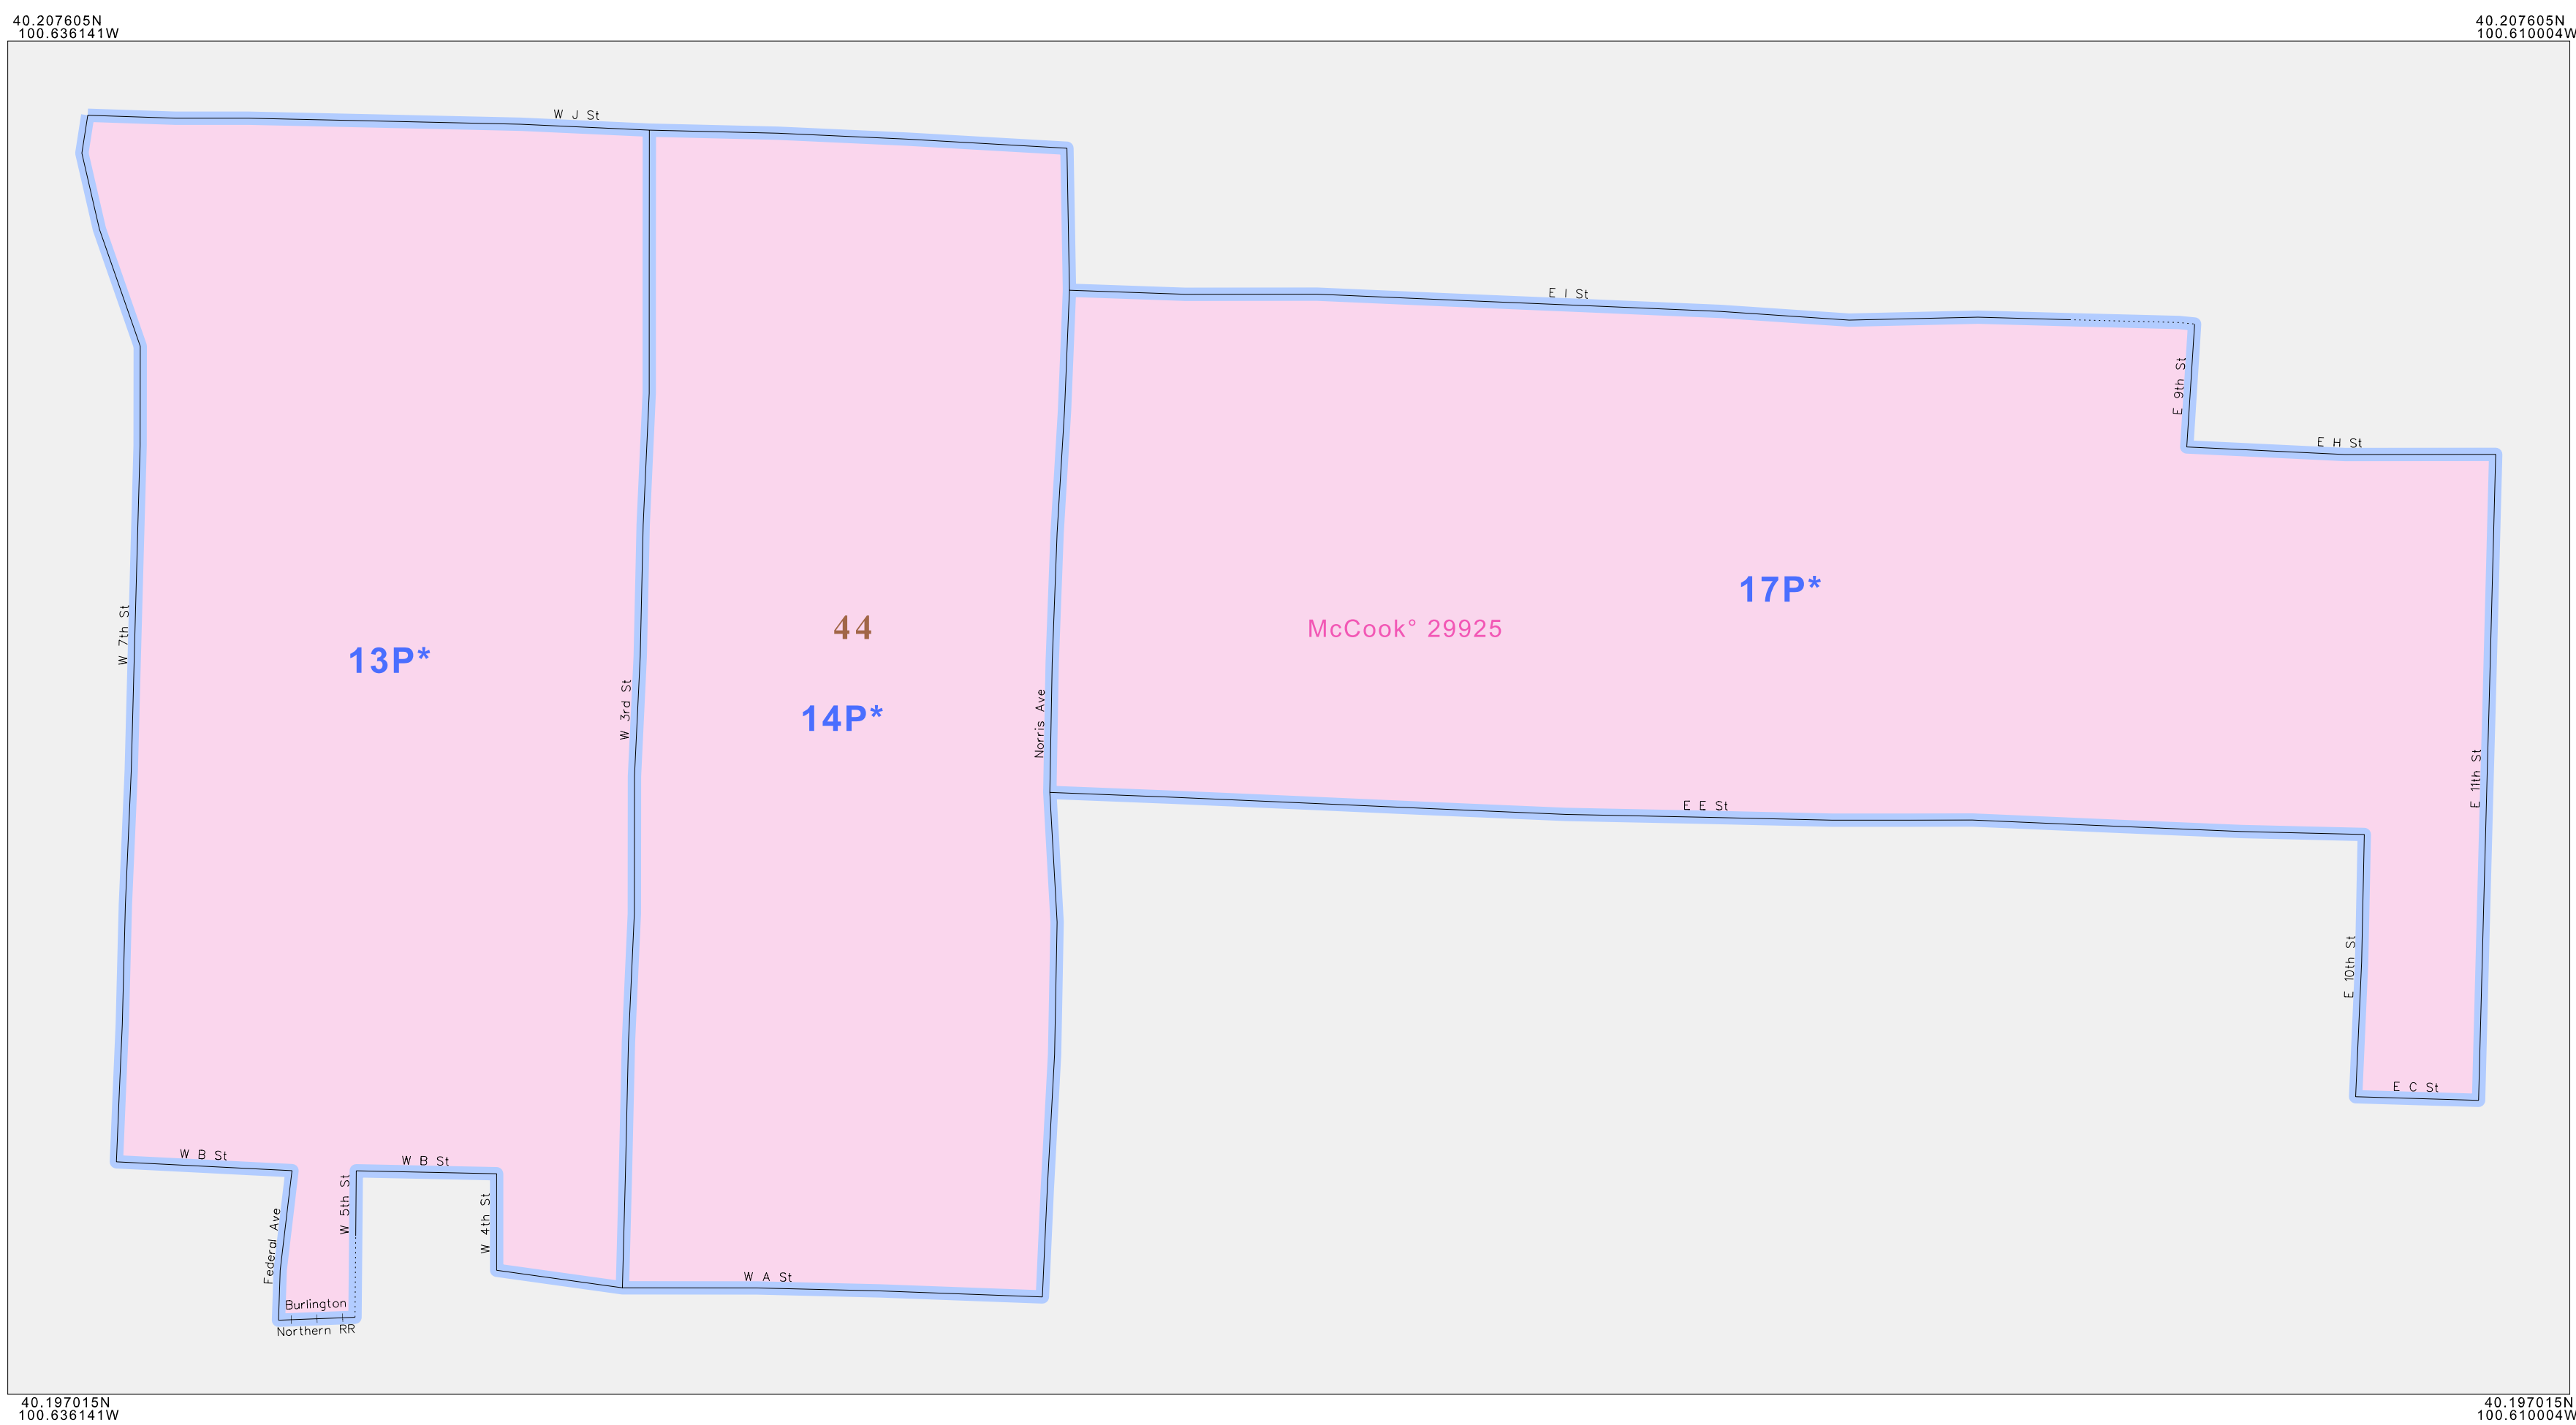 40.207605N
100.636141W
40.207605N
100.610004W
W J St
E I St
E 9th St
E H St
17P*
44
McCook° 29925
W 7th St
13P*
W 3rd St
14P*
Norris Ave
E 11th St
E E St
E 10th St
E C St
W B St
W B St
W 5th St
W 4th St
Federal Ave
W A St
Burlington
Northern RR
40.197015N
100.636141W
40.197015N
100.610004W